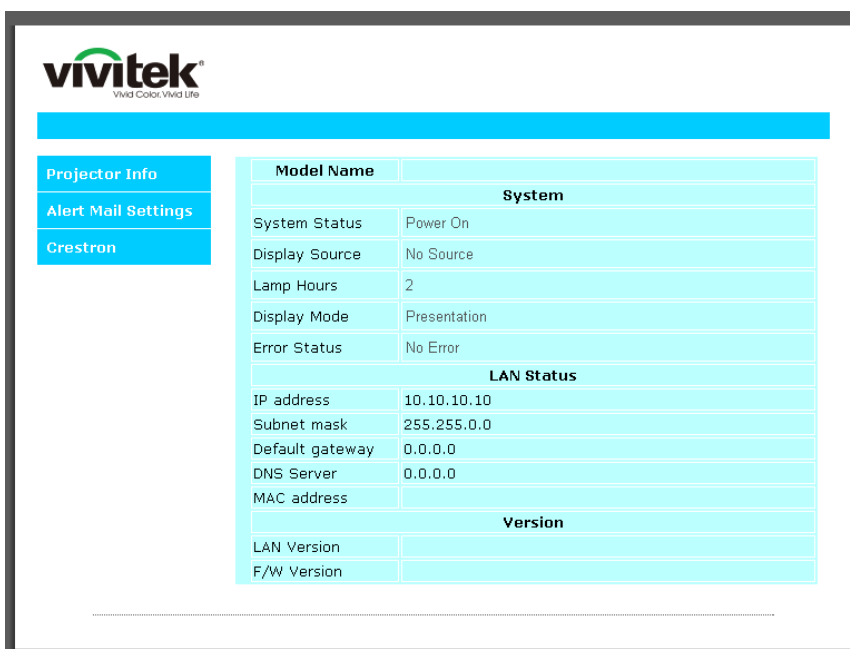 vivitek®
Vivid Color, Vivid Life
Projector Info
Alert Mail Settings
Crestron
Model Name
System
System Status Power On
Display Source No Source
Lamp Hours 2
Display Mode Presentation
Error Status No Error
LAN Status
IP address 10.10.10.10
Subnet mask 255.255.0.0
Default gateway 0.0.0.0
DNS Server 0.0.0.0
MAC address
Version
LAN Version
F/W Version